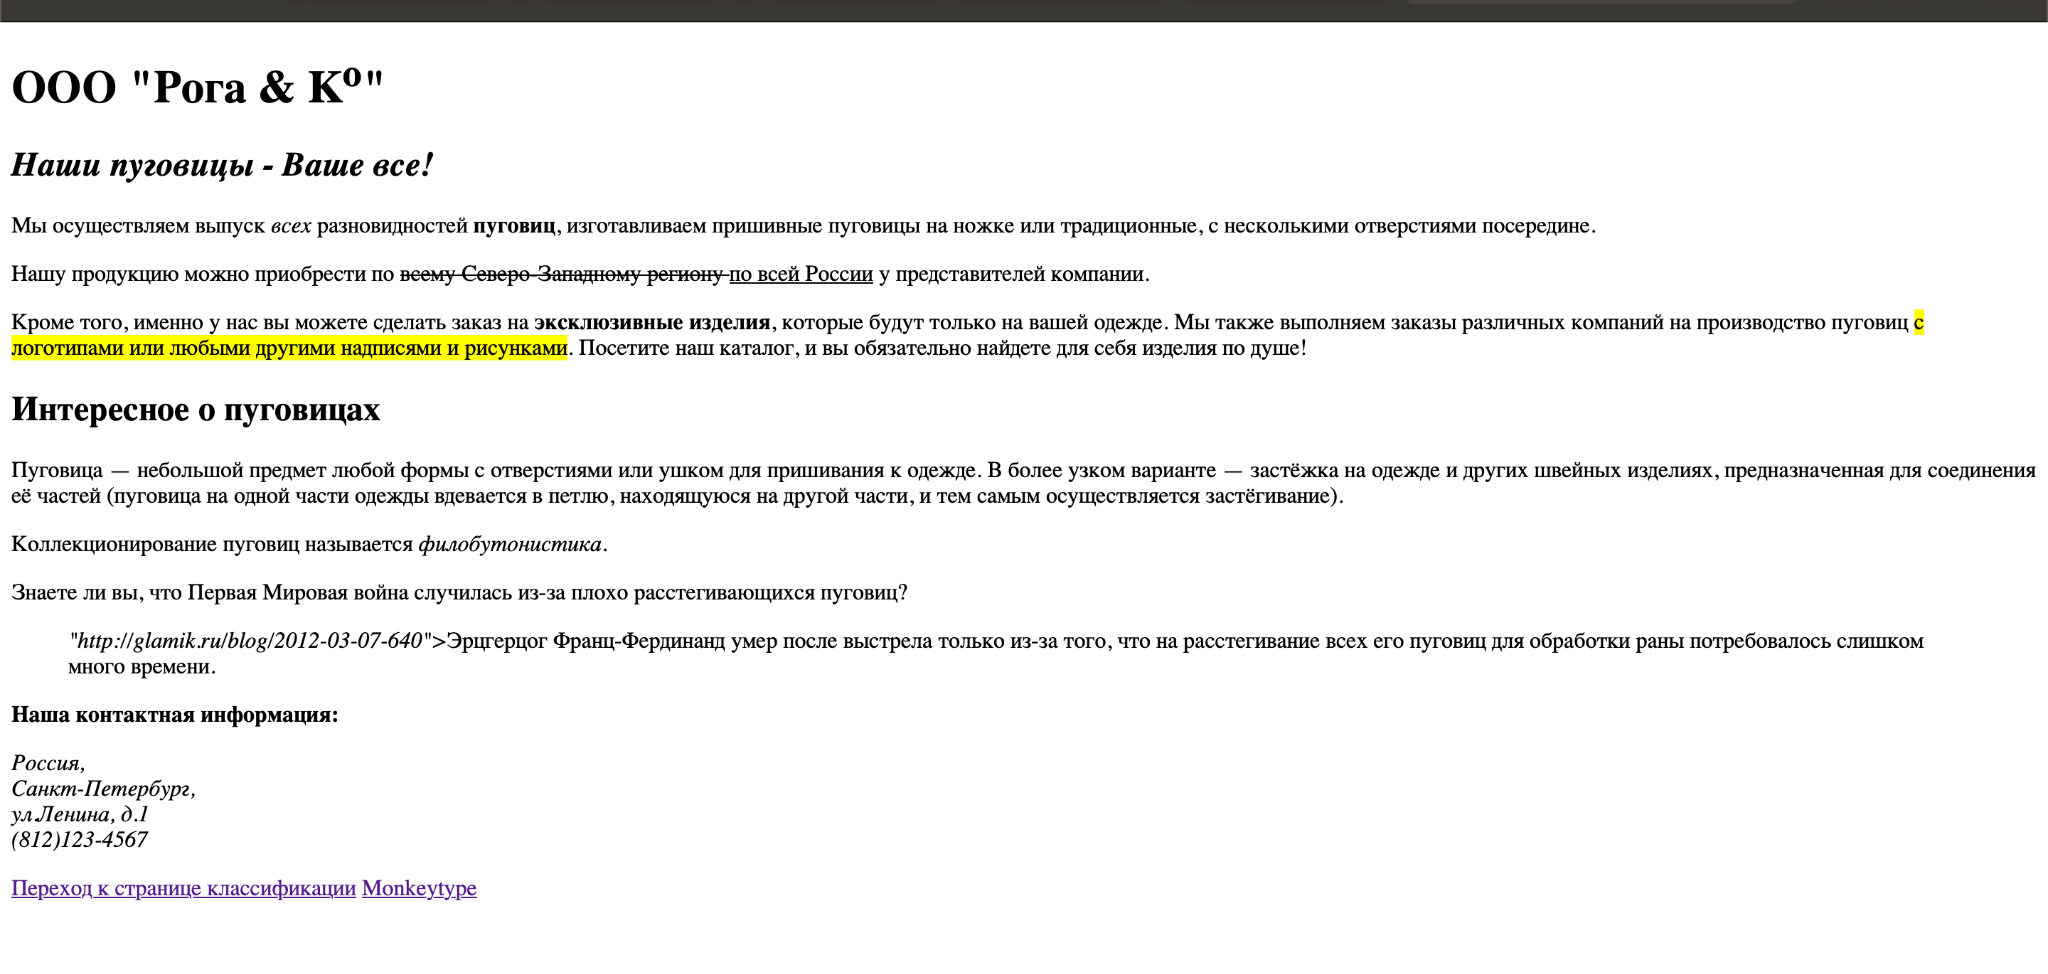 ООО "Рога & Kº"
Наши пуговицы - Ваше все!
Мы осуществляем выпуск всех разновидностей пуговиц, изготавливаем пришивные пуговицы на ножке или традиционные, с несколькими отверстиями посередине.
Нашу продукцию можно приобрести по всему Северо-Западному региону по всей России у представителей компании.
Кроме того, именно у нас вы можете сделать заказ на эксклюзивные изделия, которые будут только на вашей одежде. Мы также выполняем заказы различных компаний на производство пуговиц с
логотипами или любыми другими надписями и рисунками. Посетите наш каталог, и вы обязательно найдете для себя изделия по душе!
Интересное о пуговицах
Пуговица — небольшой предмет любой формы с отверстиями или ушком для пришивания к одежде. В более узком варианте — застёжка на одежде и других швейных изделиях, предназначенная для соединения
её частей (пуговица на одной части одежды вдевается в петлю, находящуюся на другой части, и тем самым осуществляется застёгивание).
Коллекционирование пуговиц называется филобутонистика.
Знаете ли вы, что Первая Мировая война случилась из-за плохо расстегивающихся пуговиц?
"http://glamik.ru/blog/2012-03-07-640">Эрцгерцог Франц-Фердинанд умер после выстрела только из-за того, что на расстегивание всех его пуговиц для обработки раны потребовалось слишком
много времени.
Наша контактная информация:
Россия,
Санкт-Петербург,
ул.Ленина, д.1
(812)123-4567
Переход к странице классификации Monkeytype